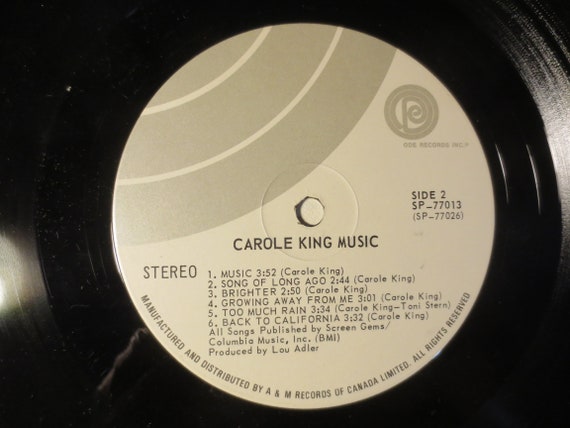 ODE RECORDS INC.
SIDE 2
SP-77013
(SP-77026)
CAROLE KING MUSIC
STEREO
1. MUSIC 3:52 (Carole King)
2. SONG OF LONG AGO 2:44 (Carole King)
3. BRIGHTER 2:50 (Carole King)
4. GROWING AWAY FROM ME 3:01 (Carole King)
5. TOO MUCH RAIN 3:34 (Carole King-Toni Stern)
6. BACK TO CALIFORNIA 3:32 (Carole King)
All Songs Published by Screen Gems/
Columbia Music, Inc. (BMI)
Produced by Lou Adler
MANUFACTURED AND DISTRIBUTED BY A & M RECORDS OF CANADA LIMITED. ALL RIGHTS RESERVED